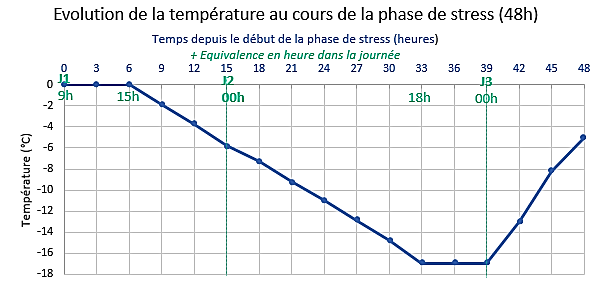 Evolution de la température au cours de la phase de stress (48h)
Temps depuis le début de la phase de stress (heures)
+ Equivalence en heure dans la journée
0 3 6 9 12 15 18 21 24 27 30 33 36 39 42 45 48
J1 J2 J3
9h 15h 00h 18h 00h
Température (°C)
0
-2
-4
-6
-8
-10
-12
-14
-16
-18